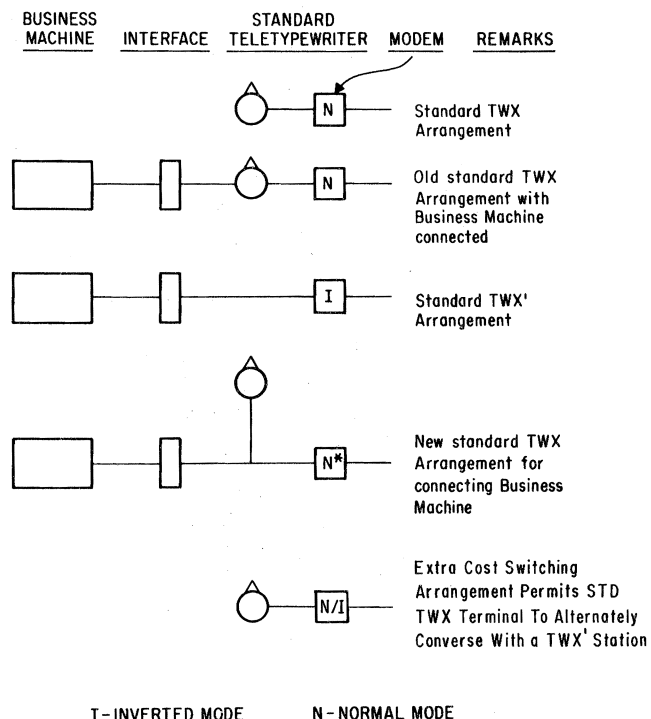 BUSINESS MACHINE
INTERFACE
STANDARD TELETYPEWRITER
MODEM
REMARKS
N
Standard TWX
Arrangement
N
Old standard TWX
Arrangement with
Business Machine
connected
I
Standard TWX'
Arrangement
N*
New standard TWX
Arrangement for
connecting Business
Machine
N/I
Extra Cost Switching
Arrangement Permits STD
TWX Terminal To Alternately
Converse With a TWX' Station
I-INVERTED MODE
N-NORMAL MODE